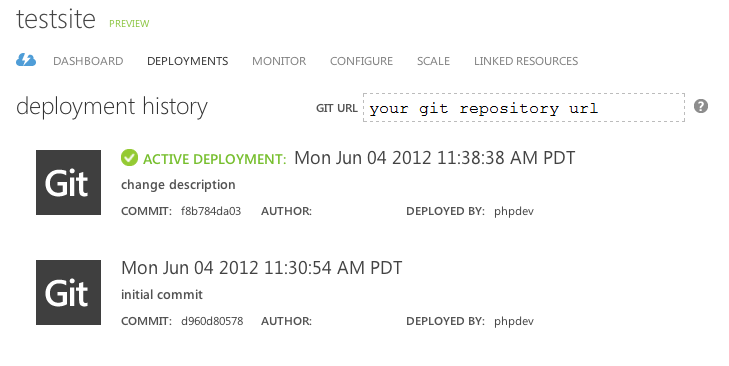 testsite PREVIEW
DASHBOARD DEPLOYMENTS MONITOR CONFIGURE SCALE LINKED RESOURCES
deployment history GIT URL your git repository url ?
Git ACTIVE DEPLOYMENT: Mon Jun 04 2012 11:38:38 AM PDT
change description
COMMIT: f8b784da03 AUTHOR: DEPLOYED BY: phpdev
Git Mon Jun 04 2012 11:30:54 AM PDT
initial commit
COMMIT: d960d80578 AUTHOR: DEPLOYED BY: phpdev